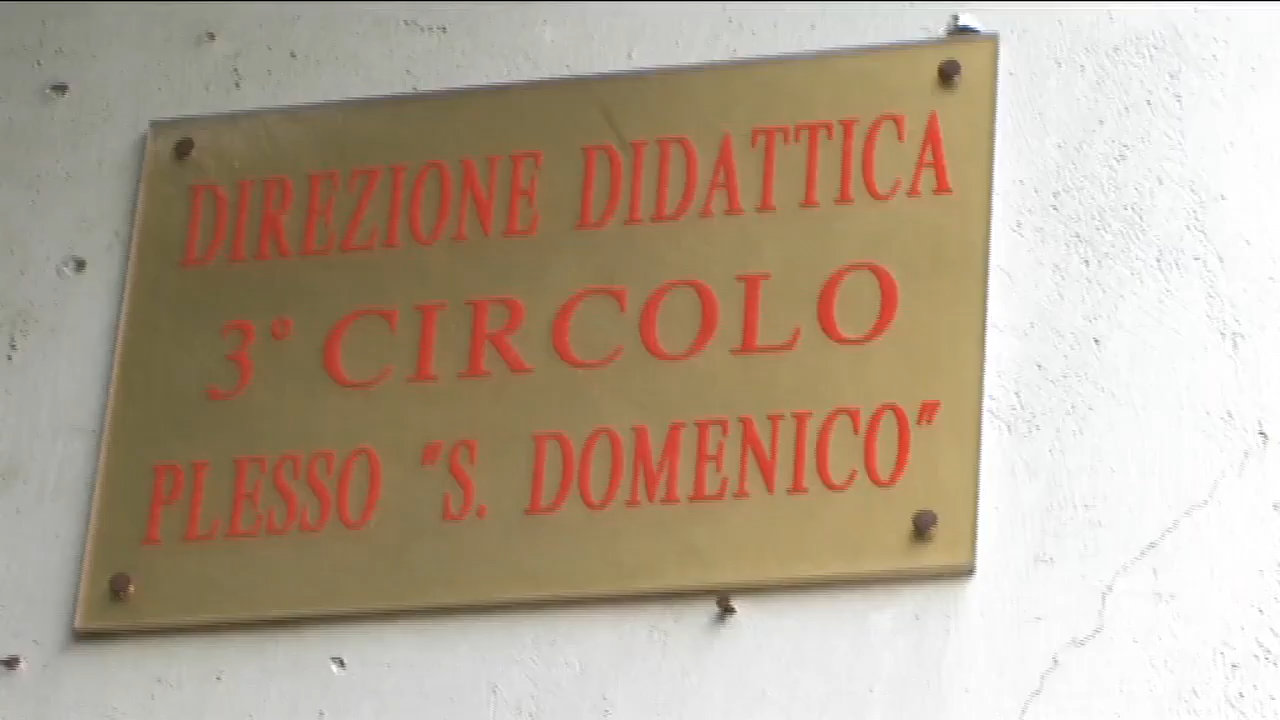 DIREZIONE DIDATTICA
3° CIRCOLO
PLESSO "S. DOMENICO"